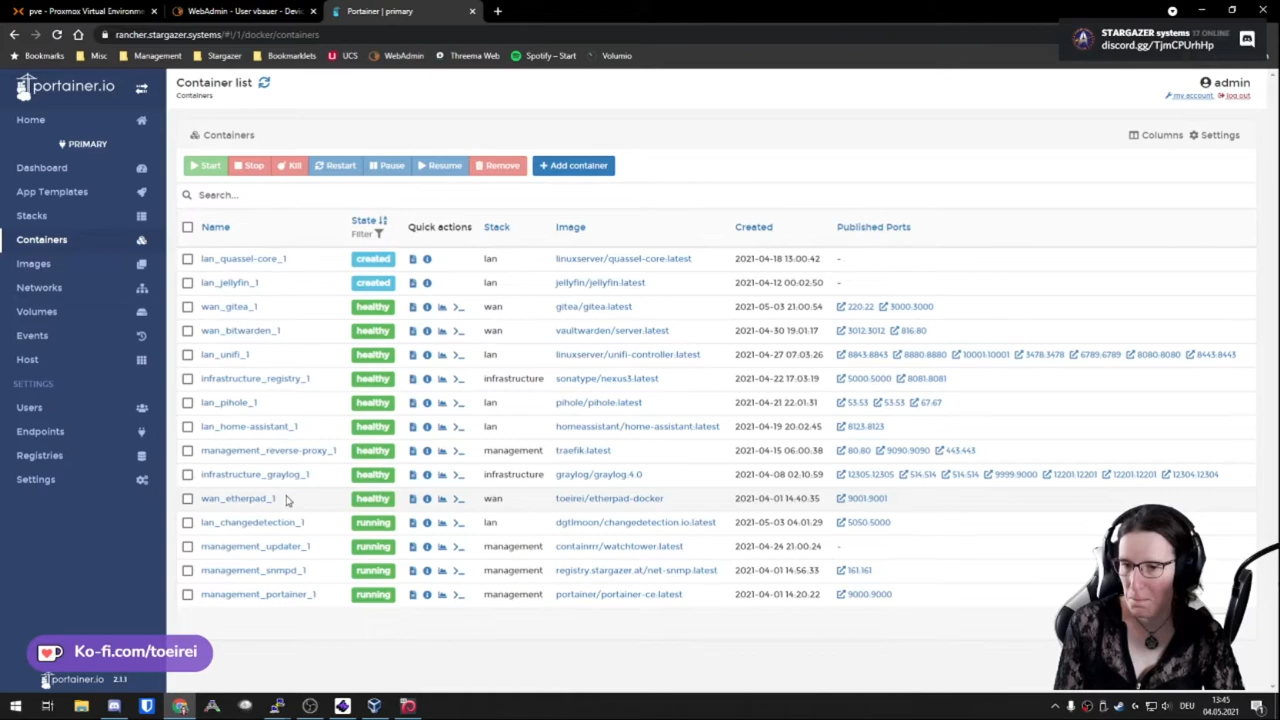 pve - Proxmox Virtual Environme
WebAdmin - User vbauer - Devic
Portainer | primary
rancher.stargazer.systems/#!/1/docker/containers
Bookmarks Misc Management Stargazer Bookmarklets UCS WebAdmin Threema Web Spotify – Start Volumio
STARGAZER systems 17 ONLINE
discord.gg/TjmCPUrhHp
portainer.io
Container list
Containers
admin
my account log out
Home
PRIMARY
Dashboard
App Templates
Stacks
Containers
Images
Networks
Volumes
Events
Host
SETTINGS
Users
Endpoints
Registries
Settings
Containers
Columns Settings
Start Stop Kill Restart Pause Resume Remove Add container
Search...
Name State Filter Quick actions Stack Image Created Published Ports
lan_quassel-core_1 created lan linuxserver/quassel-core:latest 2021-04-18 13:00:42 -
lan_jellyfin_1 created lan jellyfin/jellyfin:latest 2021-04-12 00:02:50 -
wan_gitea_1 healthy wan gitea/gitea:latest 2021-05-03 21:00:54 220:22 3000:3000
wan_bitwarden_1 healthy wan vaultwarden/server:latest 2021-04-30 19:01:17 3012:3012 816:80
lan_unifi_1 healthy lan linuxserver/unifi-controller:latest 2021-04-27 07:03:26 8843:8843 8880:8880 10001:10001 3478:3478 6789:6789 8080:8080 8443:8443
infrastructure_registry_1 healthy infrastructure sonatype/nexus3:latest 2021-04-22 17:03:19 5000:5000 8081:8081
lan_pihole_1 healthy lan pihole/pihole:latest 2021-04-21 22:01:31 53:53 53:53 67:67
lan_home-assistant_1 healthy lan homeassistant/home-assistant:latest 2021-04-19 20:02:45 8123:8123
management_reverse-proxy_1 healthy management traefik:latest 2021-04-15 06:00:38 80:80 9090:9090 443:443
infrastructure_graylog_1 healthy infrastructure graylog/graylog:4.0 2021-04-08 02:10:59 12305:12305 514:514 514:514 9999:9000 12201:12201 12201:12201 12304:12304
wan_etherpad_1 healthy wan toeirei/etherpad-docker 2021-04-01 14:40:35 9001:9001
lan_changedetection_1 running lan dgtlmoon/changedetection.io:latest 2021-05-03 04:01:29 5050:5000
management_updater_1 running management containrrr/watchtower:latest 2021-04-24 21:00:24 -
management_snmpd_1 running management registry.stargazer.at/net-snmp:latest 2021-04-01 14:56:33 161:161
management_portainer_1 running management portainer/portainer-ce:latest 2021-04-01 14:20:22 9000:9000
Ko-fi.com/toeirei
portainer.io 2.1.1
DEU
13:45
04.05.2021